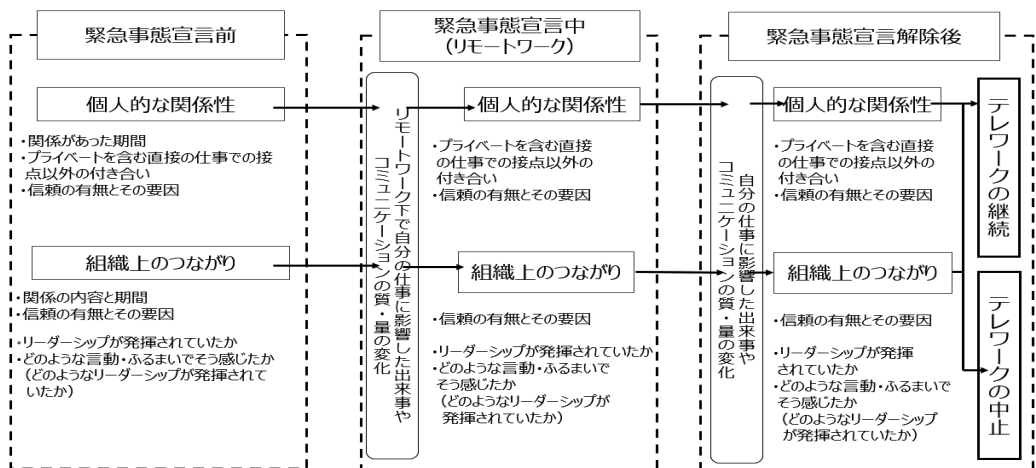 緊急事態宣言前
個人的な関係性
・関係があった期間
・プライベートを含む直接の仕事での接
点以外の付き合い
・信頼の有無とその要因
組織上のつながり
・関係の内容と期間
・信頼の有無とその要因
・リーダーシップが発揮されていたか
・どのような言動・ふるまいでそう感じたか
（どのようなリーダーシップが発揮されて
いたか）
リモートワーク下で自分の仕事に影響した出来事や
コミュニケーションの質・量の変化
緊急事態宣言中
（リモートワーク）
個人的な関係性
・プライベートを含む直接
の仕事での接点以外の
付き合い
・信頼の有無とその要因
組織上のつながり
・信頼の有無とその要因
・リーダーシップが発揮されていたか
・どのような言動・ふるまいで
そう感じたか
（どのようなリーダーシップが
発揮されていたか）
自分の仕事に影響した出来事や
コミュニケーションの質・量の変化
緊急事態宣言解除後
個人的な関係性
・プライベートを含む直接
の仕事での接点以外の
付き合い
・信頼の有無とその要因
組織上のつながり
・信頼の有無とその要因
・リーダーシップが発揮
されていたか
・どのような言動・ふるまいで
そう感じたか
（どのようなリーダーシップ
が発揮されていたか）
テレワークの継続
テレワークの中止